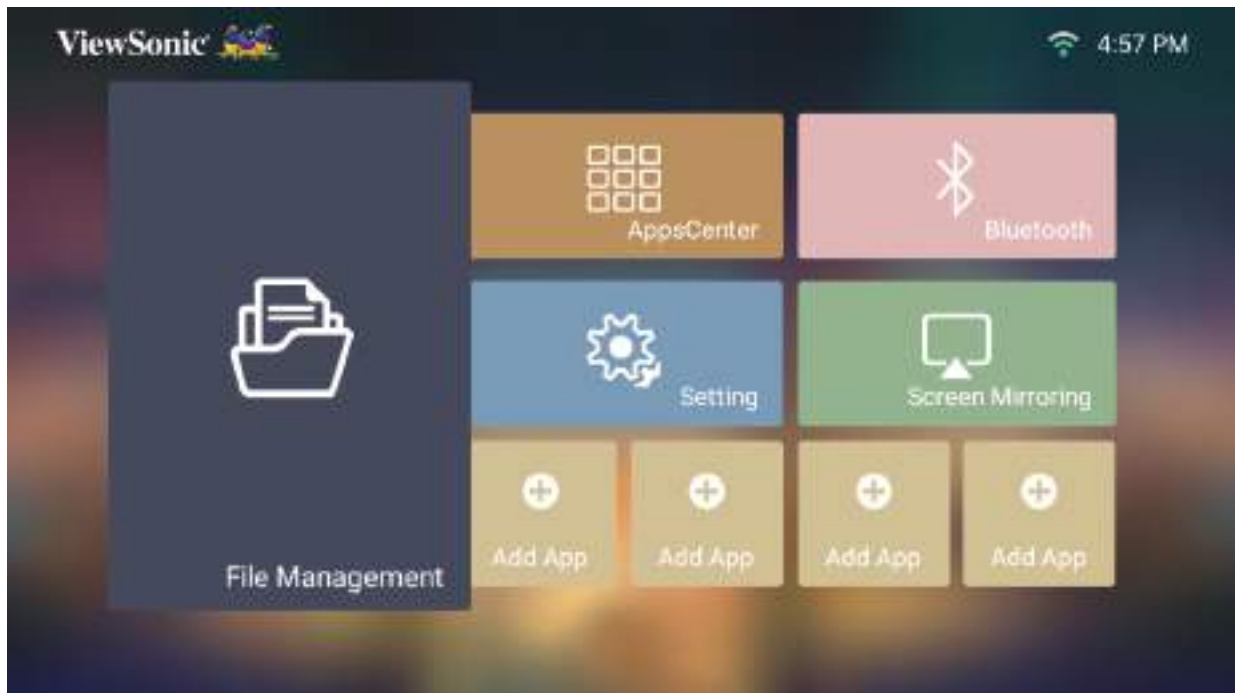 ViewSonic
4:57 PM
AppsCenter
Bluetooth
Setting
Screen Mirroring
File Management
Add App
Add App
Add App
Add App